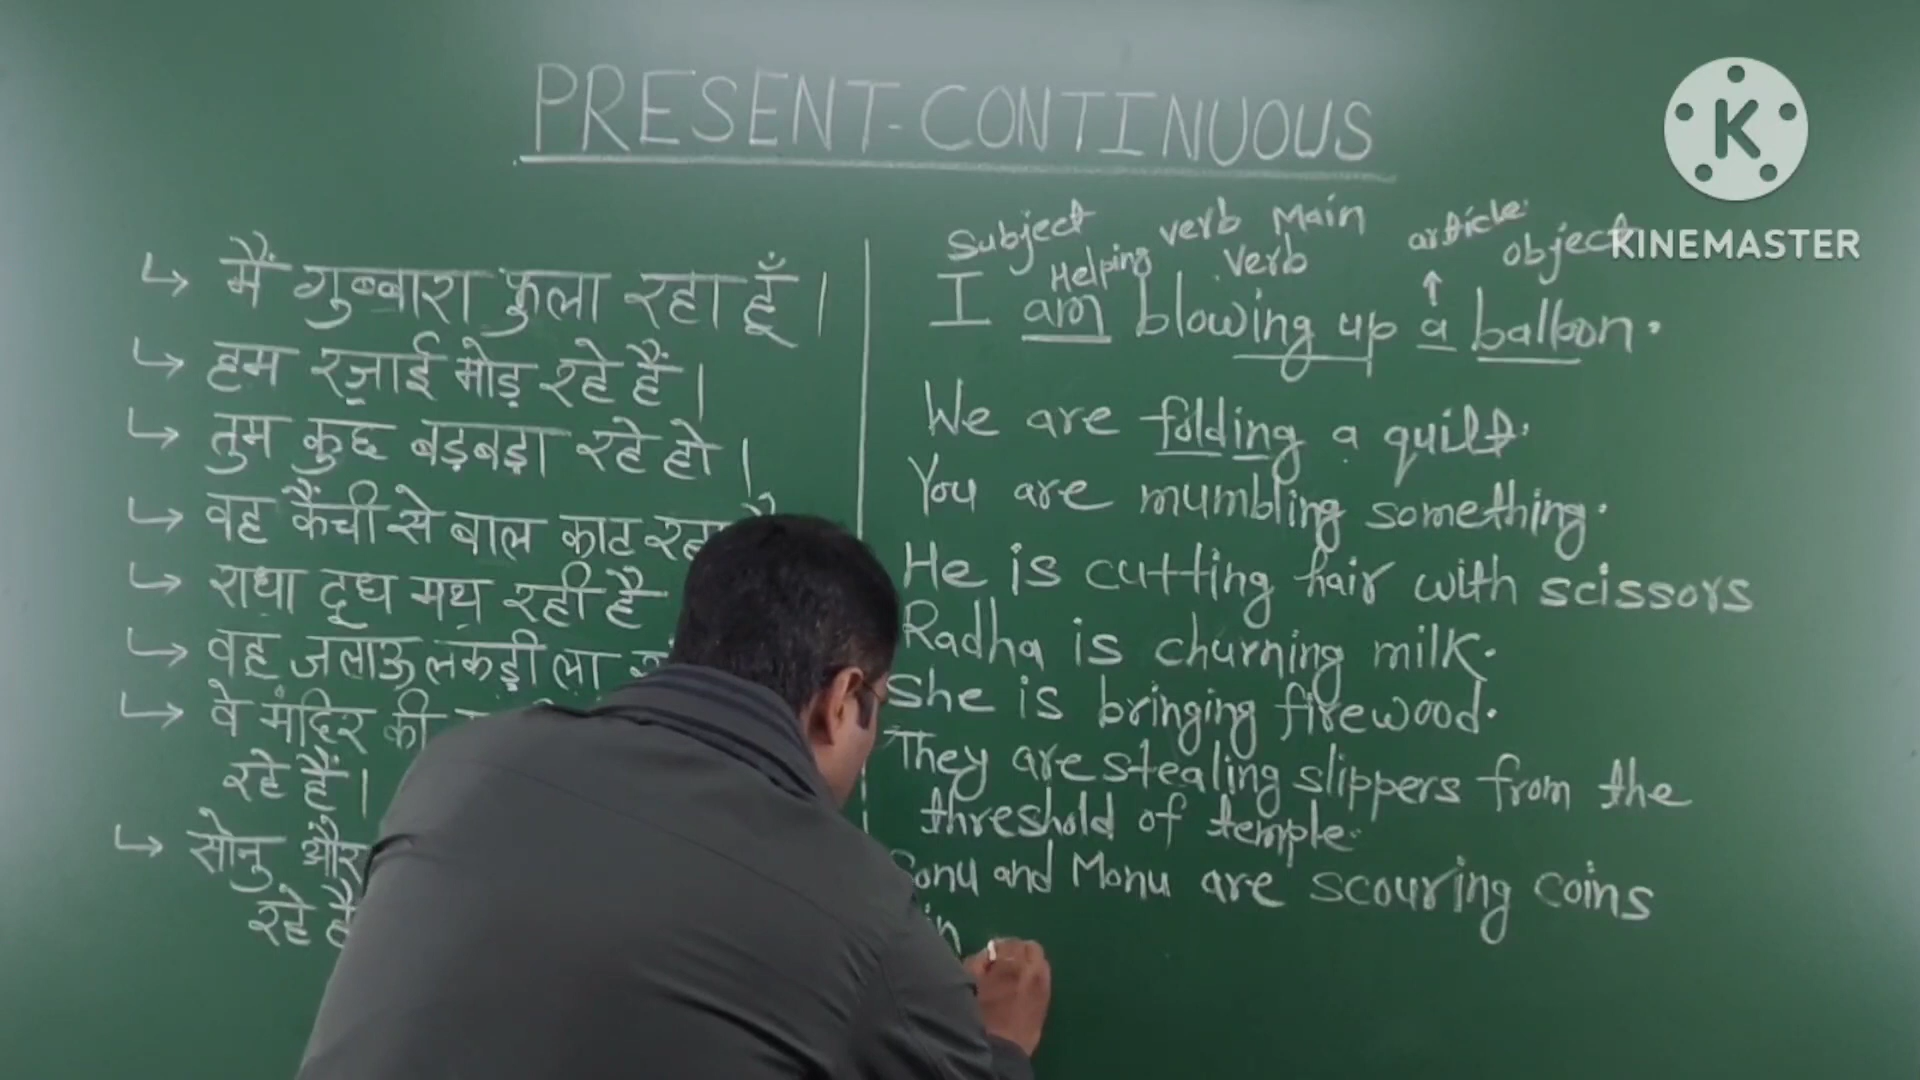 PRESENT-CONTINUOUS
K
KINEMASTER
↳ मैं गुब्बारा फुला रहा हूँ।
↳ हम रज़ाई मोड़ रहे हैं।
↳ तुम कुछ बड़बड़ा रहे हो।
↳ वह कैंची से बाल काट
↳ राधा दूध मथ रही है
↳ वह जलाऊ लकड़ी ला
↳ वे मंदिर की
रहे हैं।
↳ सोनु और
रहे
Subject Helping verb Main verb article object
I am blowing up a balloon.
We are folding a quilt.
You are mumbling something.
He is cutting hair with scissors
Radha is churning milk.
She is bringing firewood.
They are stealing slippers from the
threshold of temple.
Sonu and Monu are scouring coins
in